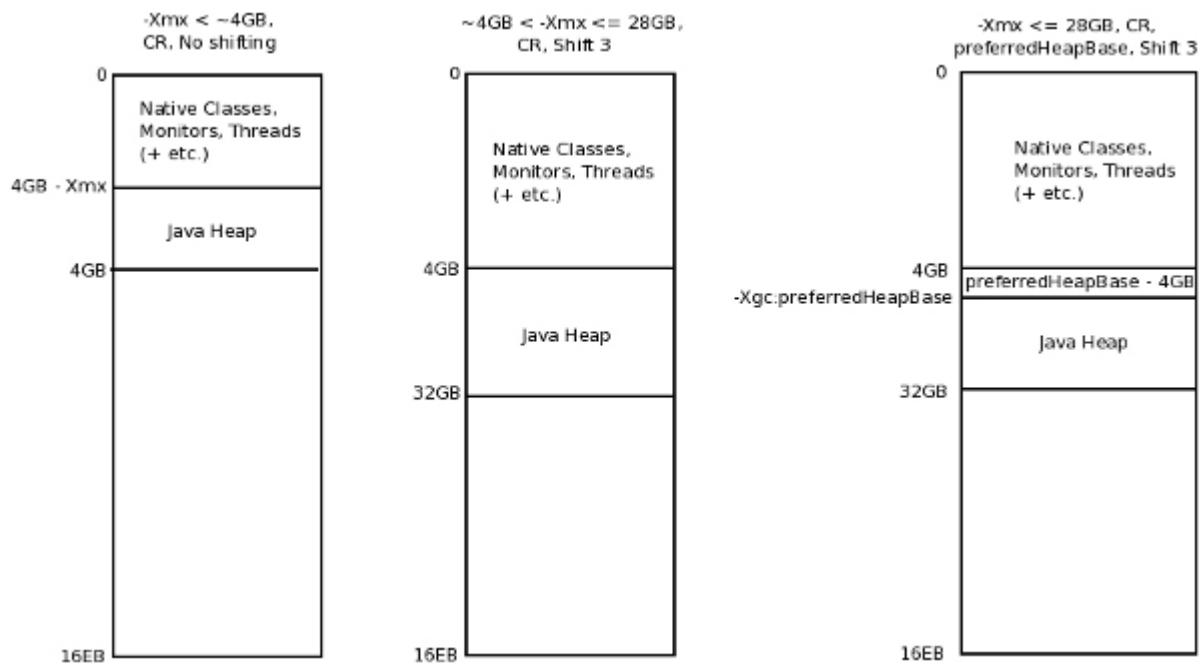 -Xmx < ~4GB,
CR, No shifting
0
Native Classes,
Monitors, Threads
(+ etc.)
4GB - Xmx
Java Heap
4GB
16EB
~4GB < -Xmx <= 28GB,
CR, Shift 3
0
Native Classes,
Monitors, Threads
(+ etc.)
4GB
Java Heap
32GB
16EB
-Xmx <= 28GB, CR,
preferredHeapBase, Shift 3
0
Native Classes,
Monitors, Threads
(+ etc.)
4GB
preferredHeapBase - 4GB
-Xgc:preferredHeapBase
Java Heap
32GB
16EB